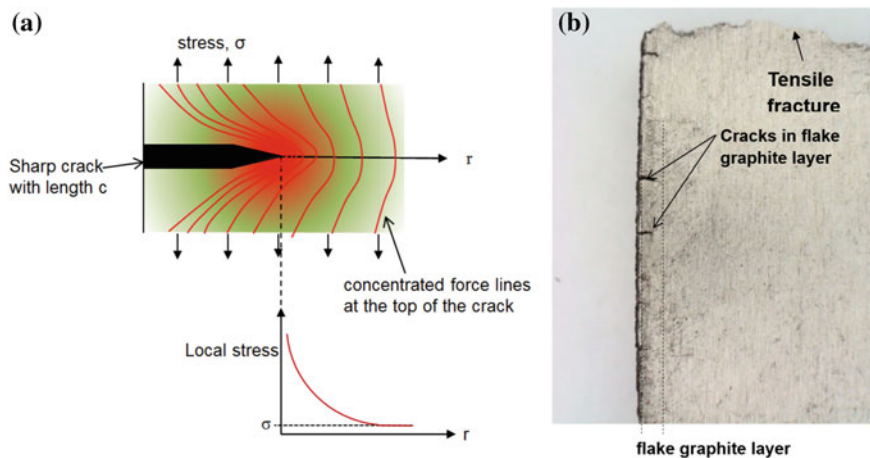 (a)
stress, σ
r
Sharp crack
with length c
concentrated force lines
at the top of the crack
Local stress
σ
r
(b)
Tensile
fracture
Cracks in flake
graphite layer
flake graphite layer